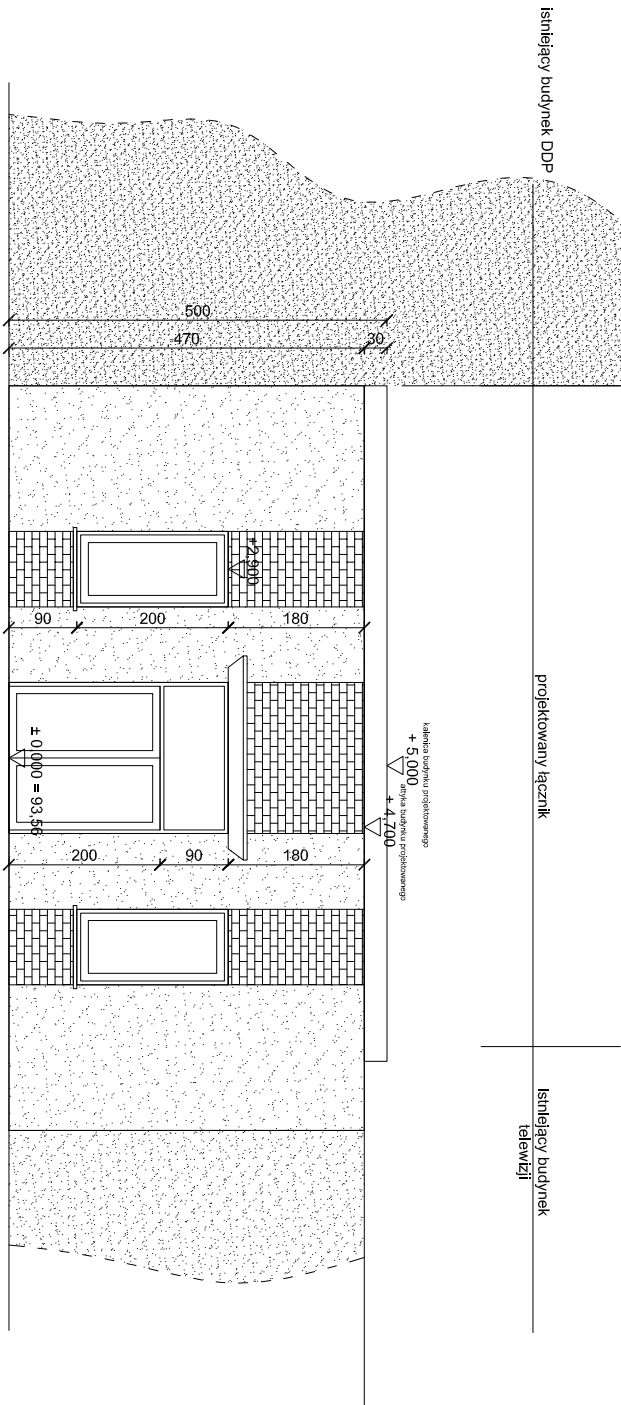 istniejący budynek DDP
projektowany łącznik
Istniejący budynek
telewizji
kalenica budynku projektowanego
+ 5,000
attyka budynku projektowanego
+ 4,700
500
470
30
+2,900
90
200
180
± 0,000 = 93,56
200
90
180